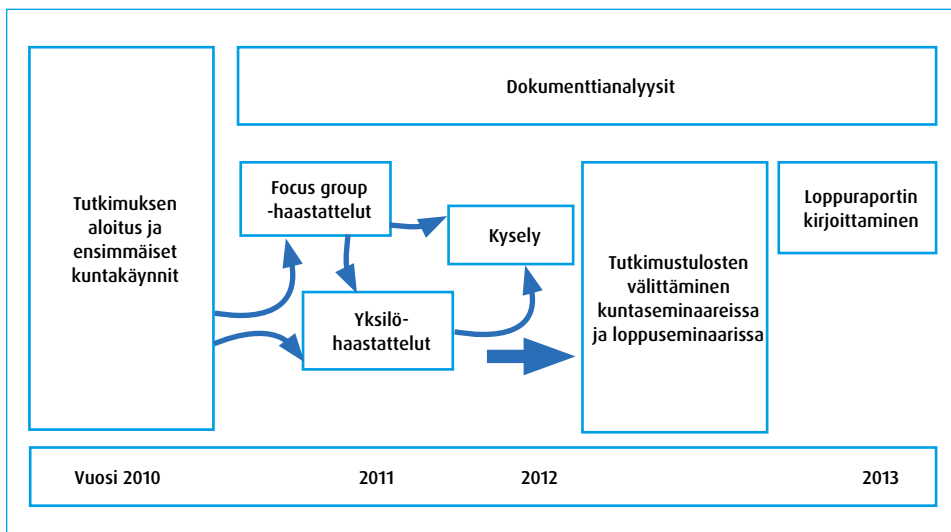 Dokumenttianalyysit
Tutkimuksen
aloitus ja
ensimmäiset
kuntakäynnit
Focus group
-haastattelut
Yksilö-
haastattelut
Kysely
Tutkimustulosten
välittäminen
kuntaseminaareissa
ja loppuseminaarissa
Loppuraportin
kirjoittaminen
Vuosi 2010 2011 2012 2013